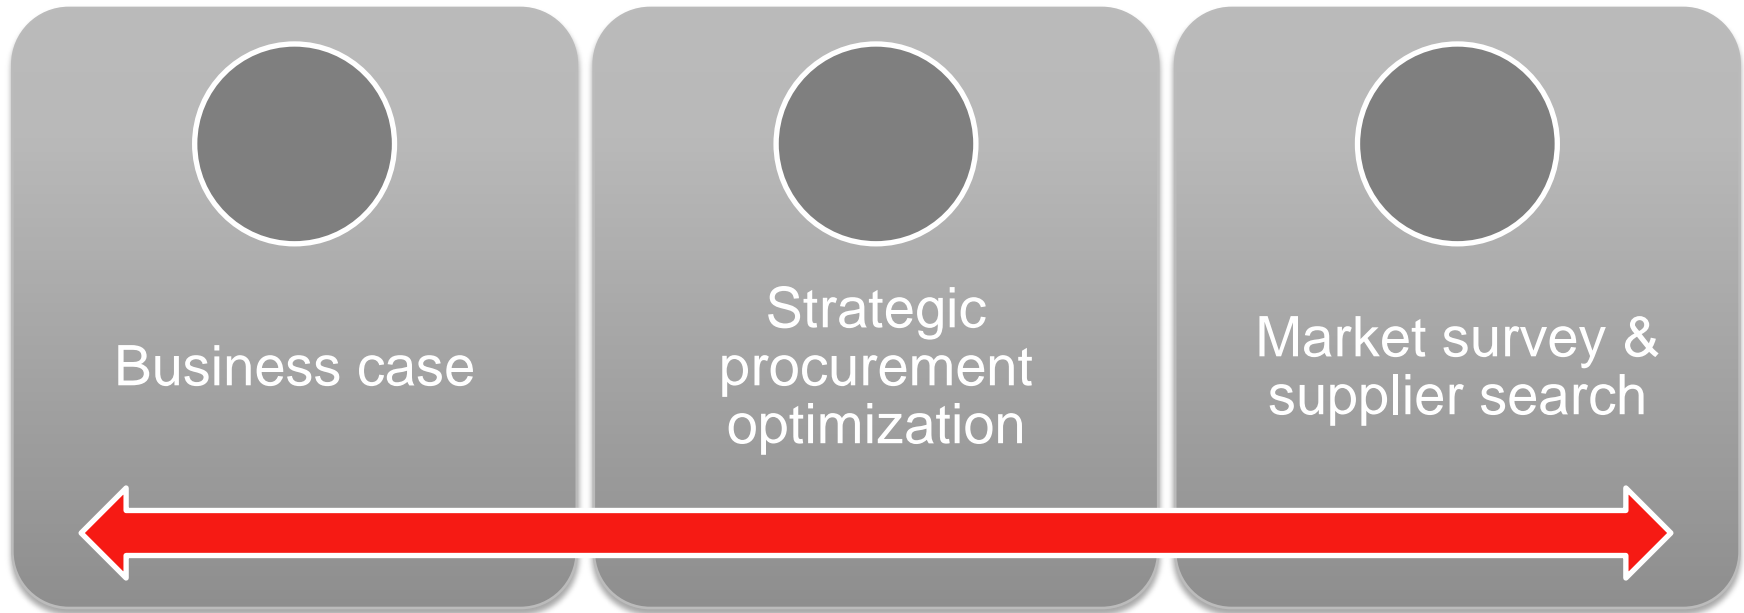 Business case
Strategic
procurement
optimization
Market survey &
supplier search